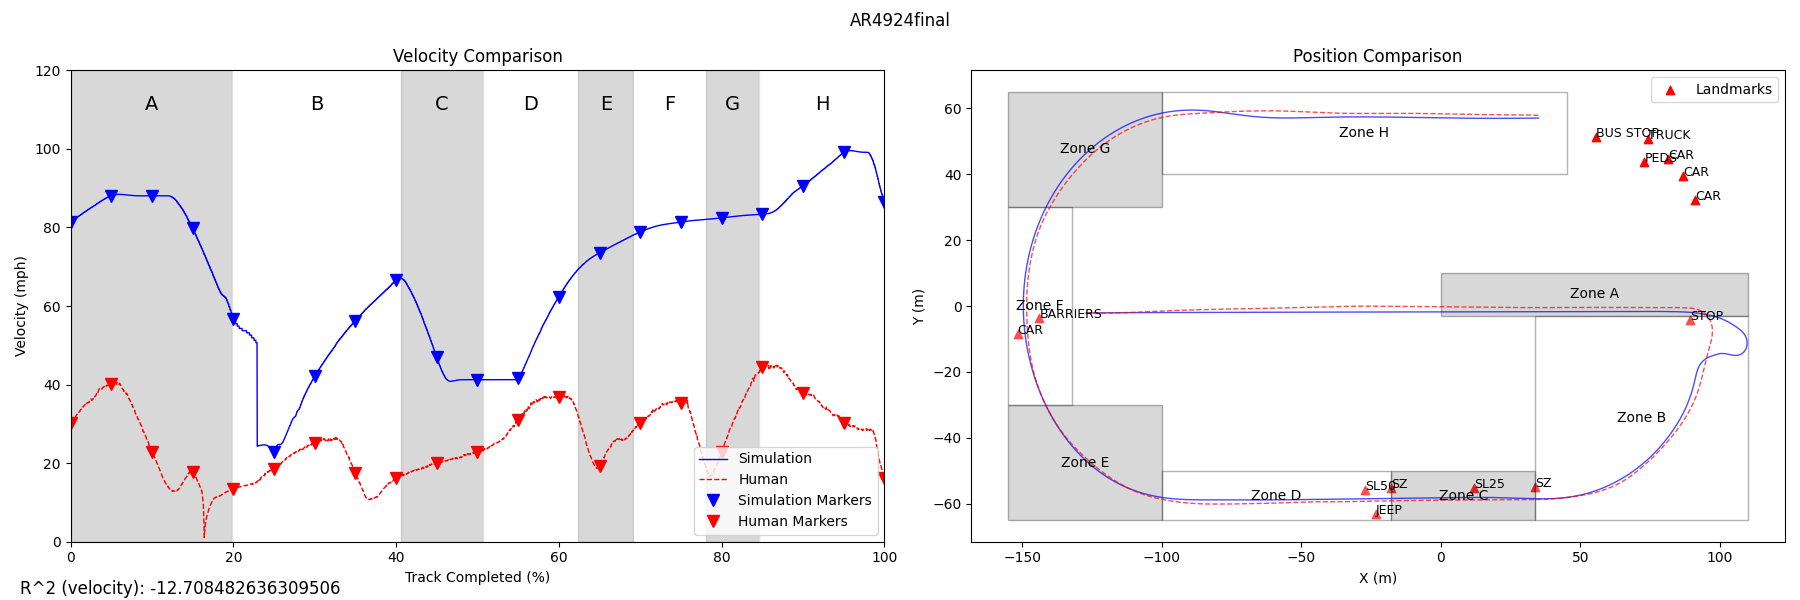 AR4924final
Velocity Comparison
120
100
80
60
40
20
0
Velocity (mph)
A
B
C
D
E
F
G
H
Simulation
Human
Simulation Markers
Human Markers
0
20
40
60
80
100
Track Completed (%)
R^2 (velocity): -12.708482636309506
Position Comparison
60
40
20
0
−20
−40
−60
Y (m)
Landmarks
Zone G
Zone H
BUS STOP
TRUCK
PEDS
CAR
CAR
CAR
Zone A
Zone F
BARRIERS
CAR
STOP
Zone B
Zone E
Zone D
SL50
SZ
JEEP
Zone C
SL25
SZ
−150
−100
−50
0
50
100
X (m)